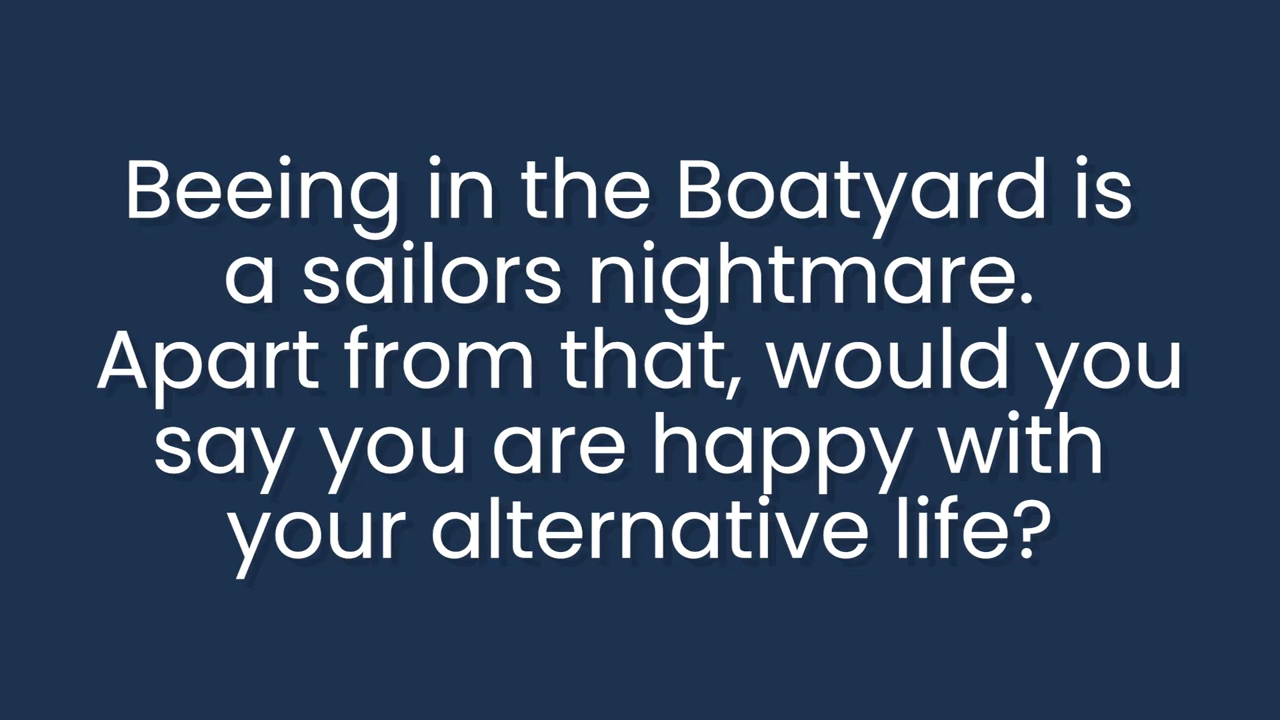 Beeing in the Boatyard is
a sailors nightmare.
Apart from that, would you
say you are happy with
your alternative life?